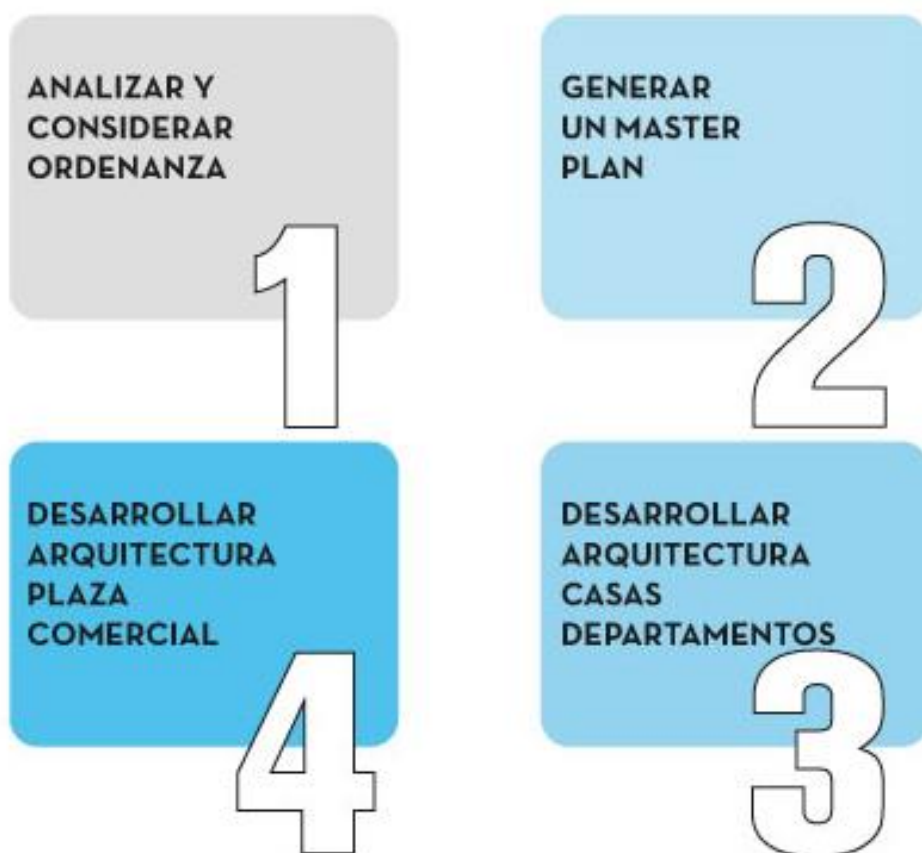 ANALIZAR Y
CONSIDERAR
ORDENANZA
1
GENERAR
UN MASTER
PLAN
2
DESARROLLAR
ARQUITECTURA
PLAZA
COMERCIAL
4
DESARROLLAR
ARQUITECTURA
CASAS
DEPARTAMENTOS
3